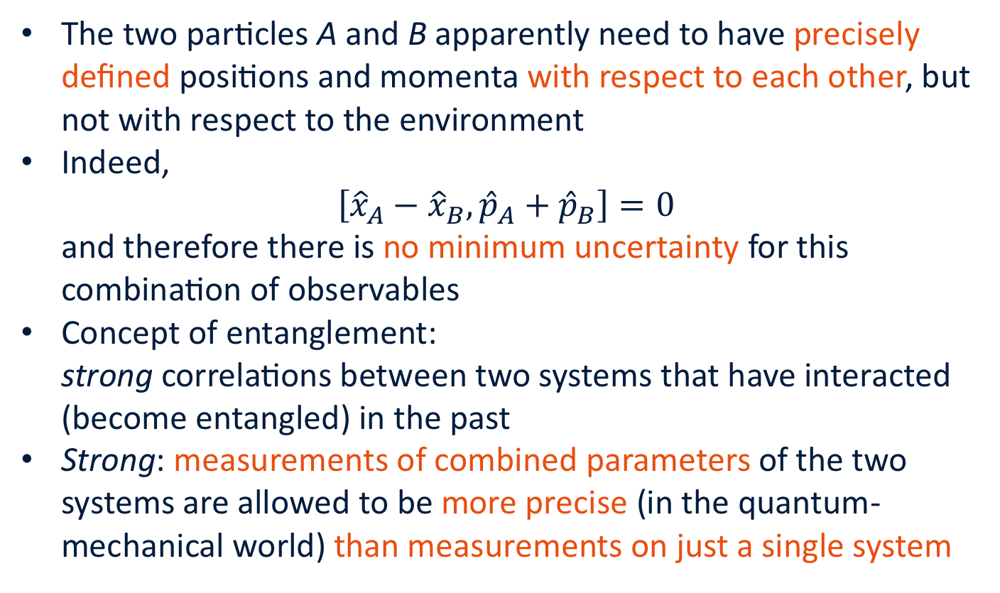 • The two particles A and B apparently need to have precisely
defined positions and momenta with respect to each other, but
not with respect to the environment
• Indeed,
[x̂_A − x̂_B, p̂_A + p̂_B] = 0
and therefore there is no minimum uncertainty for this
combination of observables
• Concept of entanglement:
strong correlations between two systems that have interacted
(become entangled) in the past
• Strong: measurements of combined parameters of the two
systems are allowed to be more precise (in the quantum-
mechanical world) than measurements on just a single system